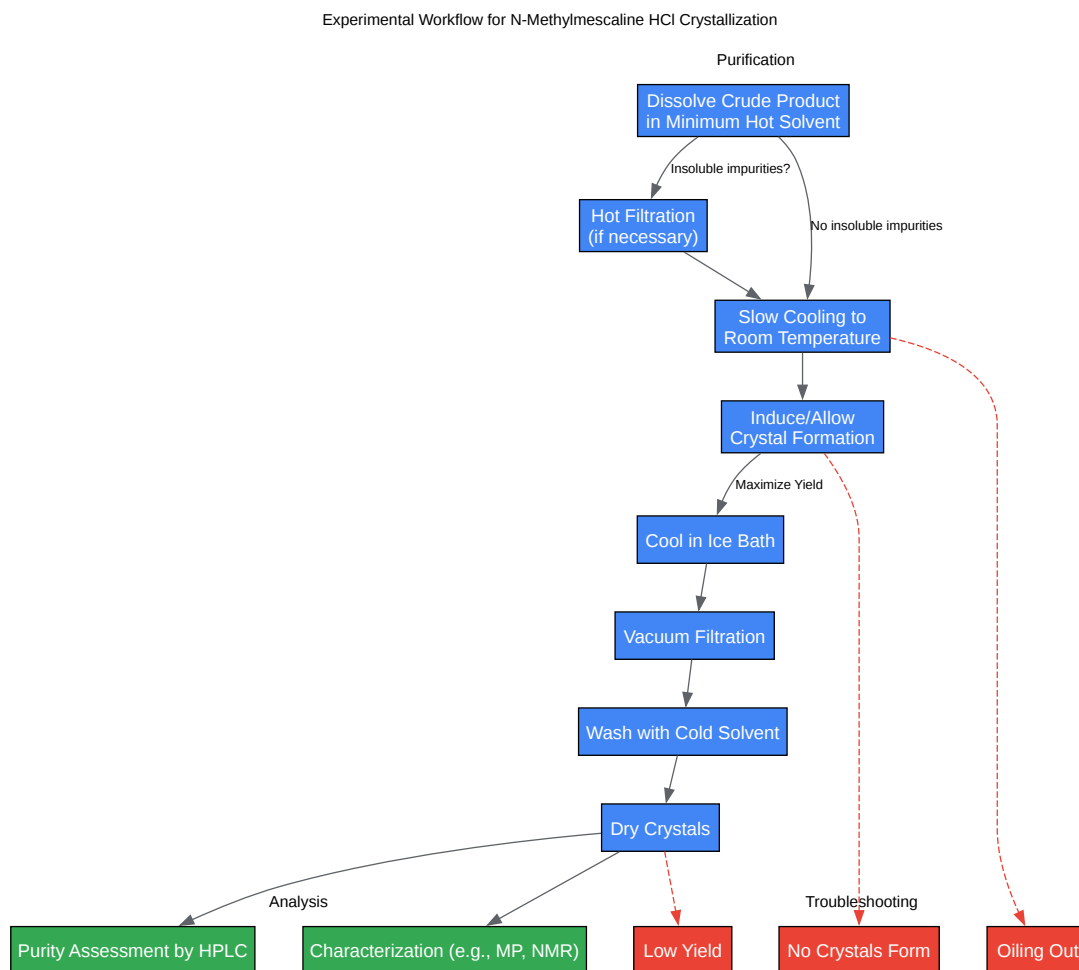 Experimental Workflow for N-Methylmescaline HCl Crystallization
Purification
Dissolve Crude Product
in Minimum Hot Solvent
Insoluble impurities?
Hot Filtration
(if necessary)
No insoluble impurities
Slow Cooling to
Room Temperature
Induce/Allow
Crystal Formation
Maximize Yield
Cool in Ice Bath
Vacuum Filtration
Wash with Cold Solvent
Dry Crystals
Analysis
Troubleshooting
Purity Assessment by HPLC
Characterization (e.g., MP, NMR)
Low Yield
No Crystals Form
Oiling Out